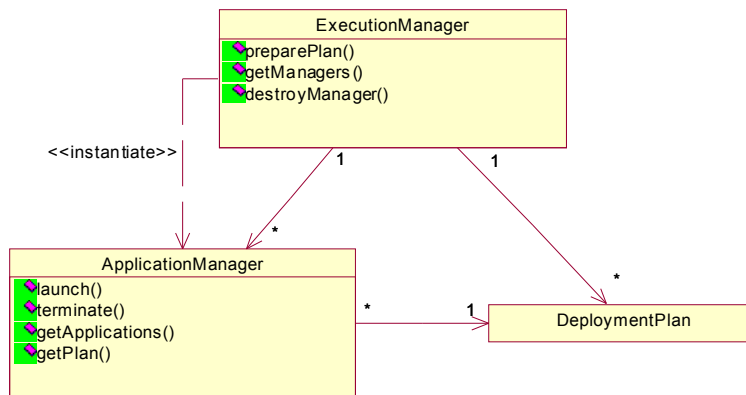 ExecutionManager
preparePlan()
getManagers()
destroyManager()
<<instantiate>>
1
1
*
*
ApplicationManager
launch()
terminate()
getApplications()
getPlan()
*
1
DeploymentPlan